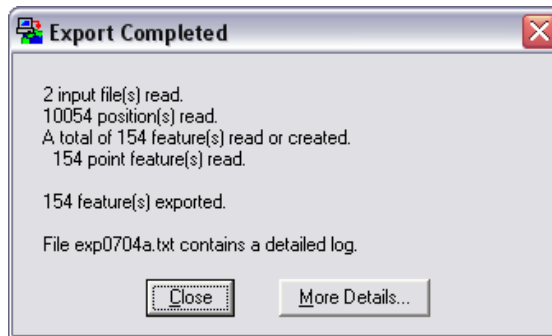 Export Completed
2 input file(s) read.
10054 position(s) read.
A total of 154 feature(s) read or created.
154 point feature(s) read.
154 feature(s) exported.
File exp0704a.txt contains a detailed log.
Close
More Details...